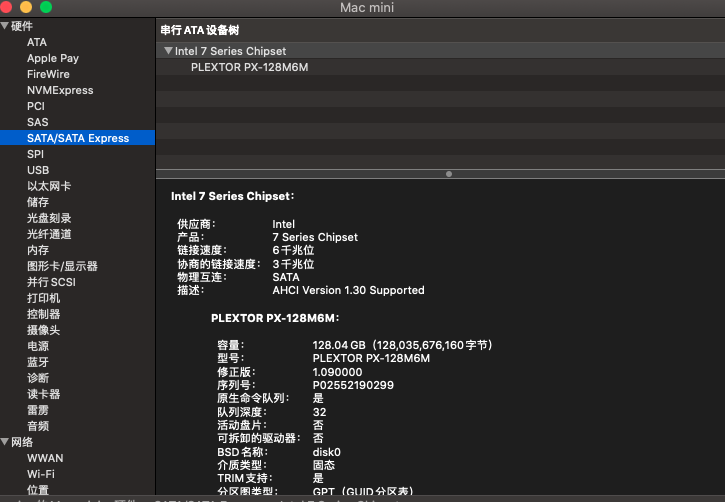 Mac mini
硬件
ATA
Apple Pay
FireWire
NVMExpress
PCI
SAS
SATA/SATA Express
SPI
USB
以太网卡
储存
光盘刻录
光纤通道
内存
图形卡/显示器
并行 SCSI
打印机
控制器
摄像头
电源
蓝牙
诊断
读卡器
雷雳
音频
网络
WWAN
Wi-Fi
位置
串行 ATA 设备树
Intel 7 Series Chipset
PLEXTOR PX-128M6M
Intel 7 Series Chipset：
供应商： Intel
产品： 7 Series Chipset
链接速度： 6 千兆位
协商的链接速度： 3 千兆位
物理互连： SATA
描述： AHCI Version 1.30 Supported
PLEXTOR PX-128M6M：
容量： 128.04 GB（128,035,676,160 字节）
型号： PLEXTOR PX-128M6M
修正版： 1.090000
序列号： P02552190299
原生命令队列： 是
队列深度： 32
活动盘片： 否
可拆卸的驱动器： 否
BSD 名称： disk0
介质类型： 固态
TRIM 支持： 是
分区图类型： GPT（GUID 分区表）